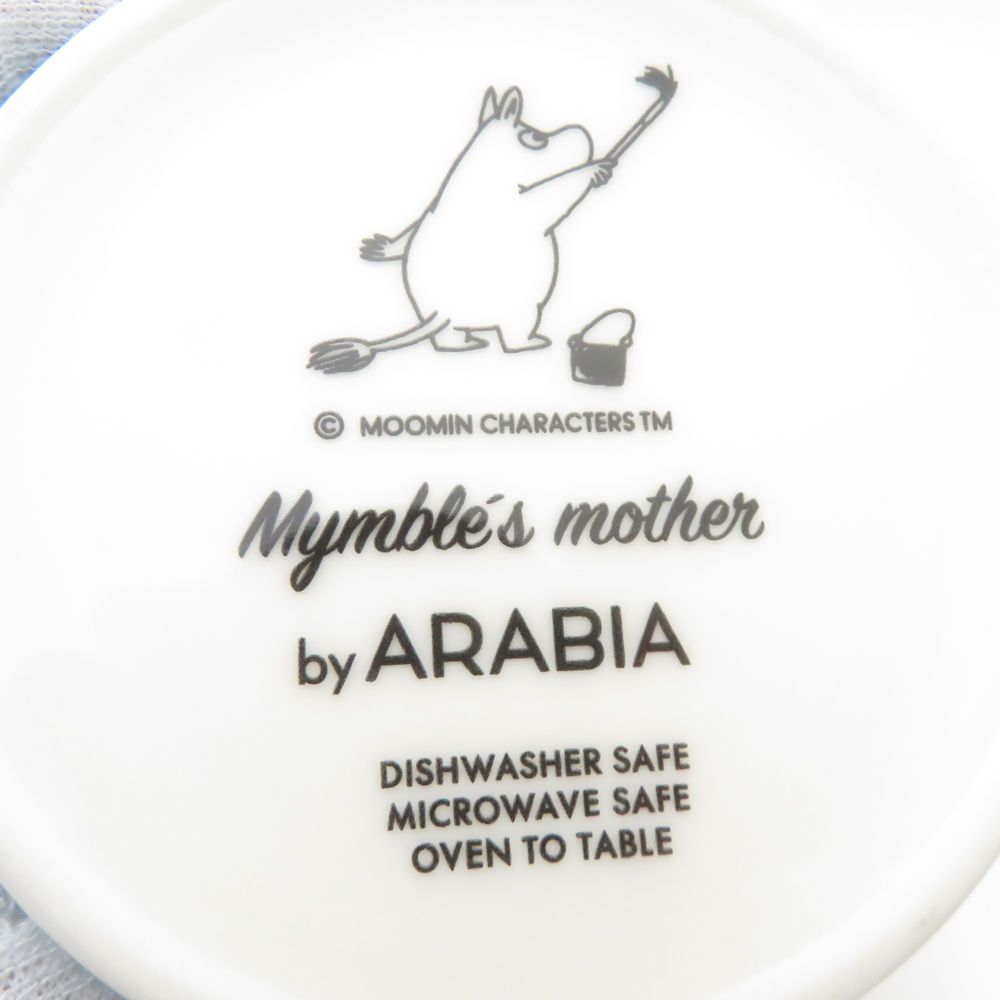 © MOOMIN CHARACTERS TM
Mymble´s mother
by ARABIA
DISHWASHER SAFE
MICROWAVE SAFE
OVEN TO TABLE